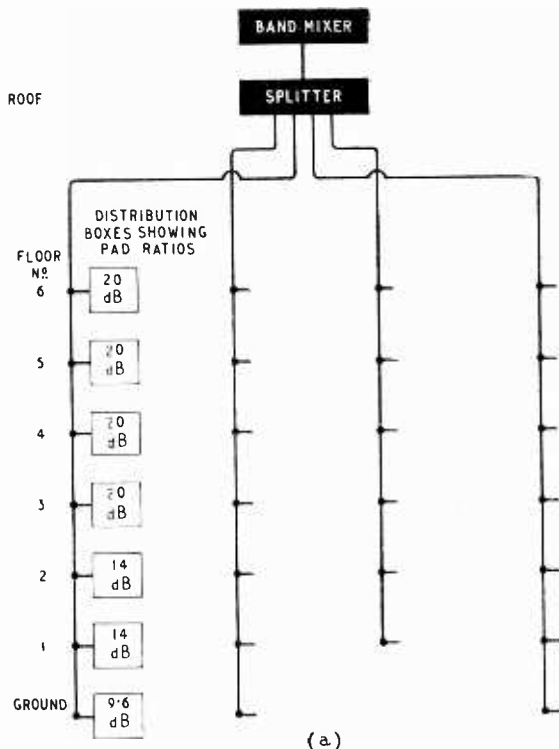 BAND MIXER
SPLITTER
ROOF
DISTRIBUTION
BOXES SHOWING
PAD RATIOS
FLOOR
Nº
6
20
dB
5
20
dB
4
20
dB
3
20
dB
2
14
dB
1
14
dB
GROUND
9·6
dB
(a)